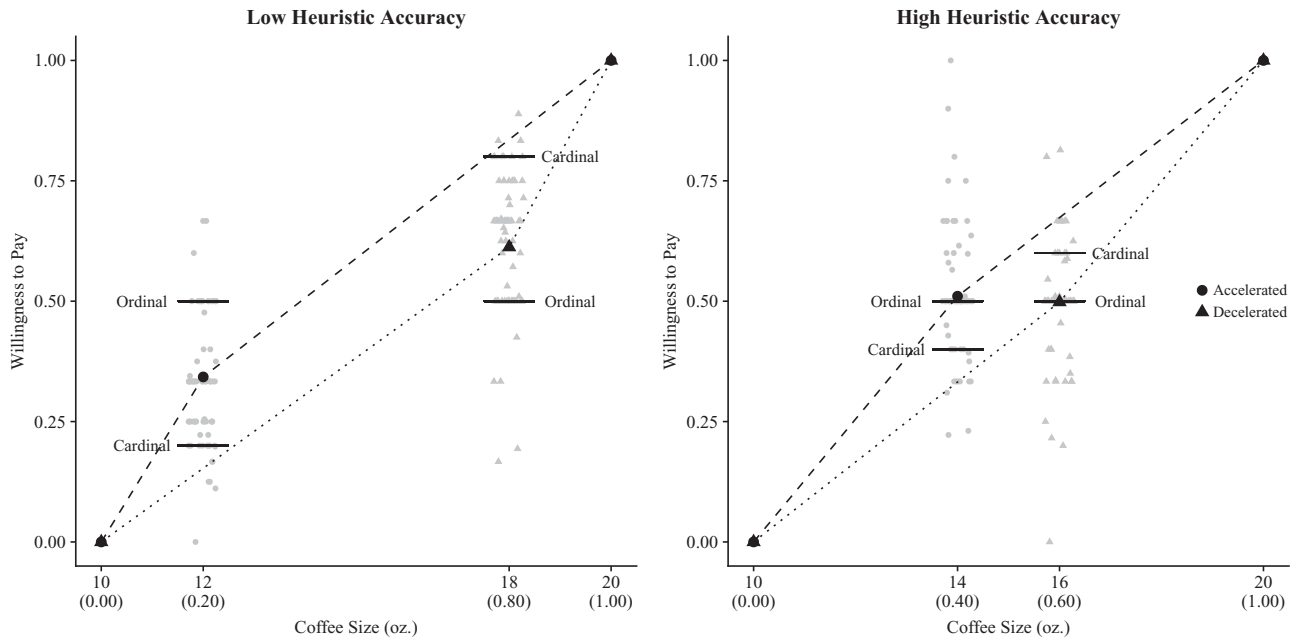 Low Heuristic Accuracy
1.00
0.75
0.50
0.25
0.00
Willingness to Pay
Cardinal
Ordinal
Ordinal
Cardinal
10 12 18 20
(0.00) (0.20) (0.80) (1.00)
Coffee Size (oz.)
High Heuristic Accuracy
1.00
0.75
0.50
0.25
0.00
Willingness to Pay
Cardinal
Ordinal
Ordinal
Cardinal
10 14 16 20
(0.00) (0.40) (0.60) (1.00)
Coffee Size (oz.)
Accelerated
Decelerated